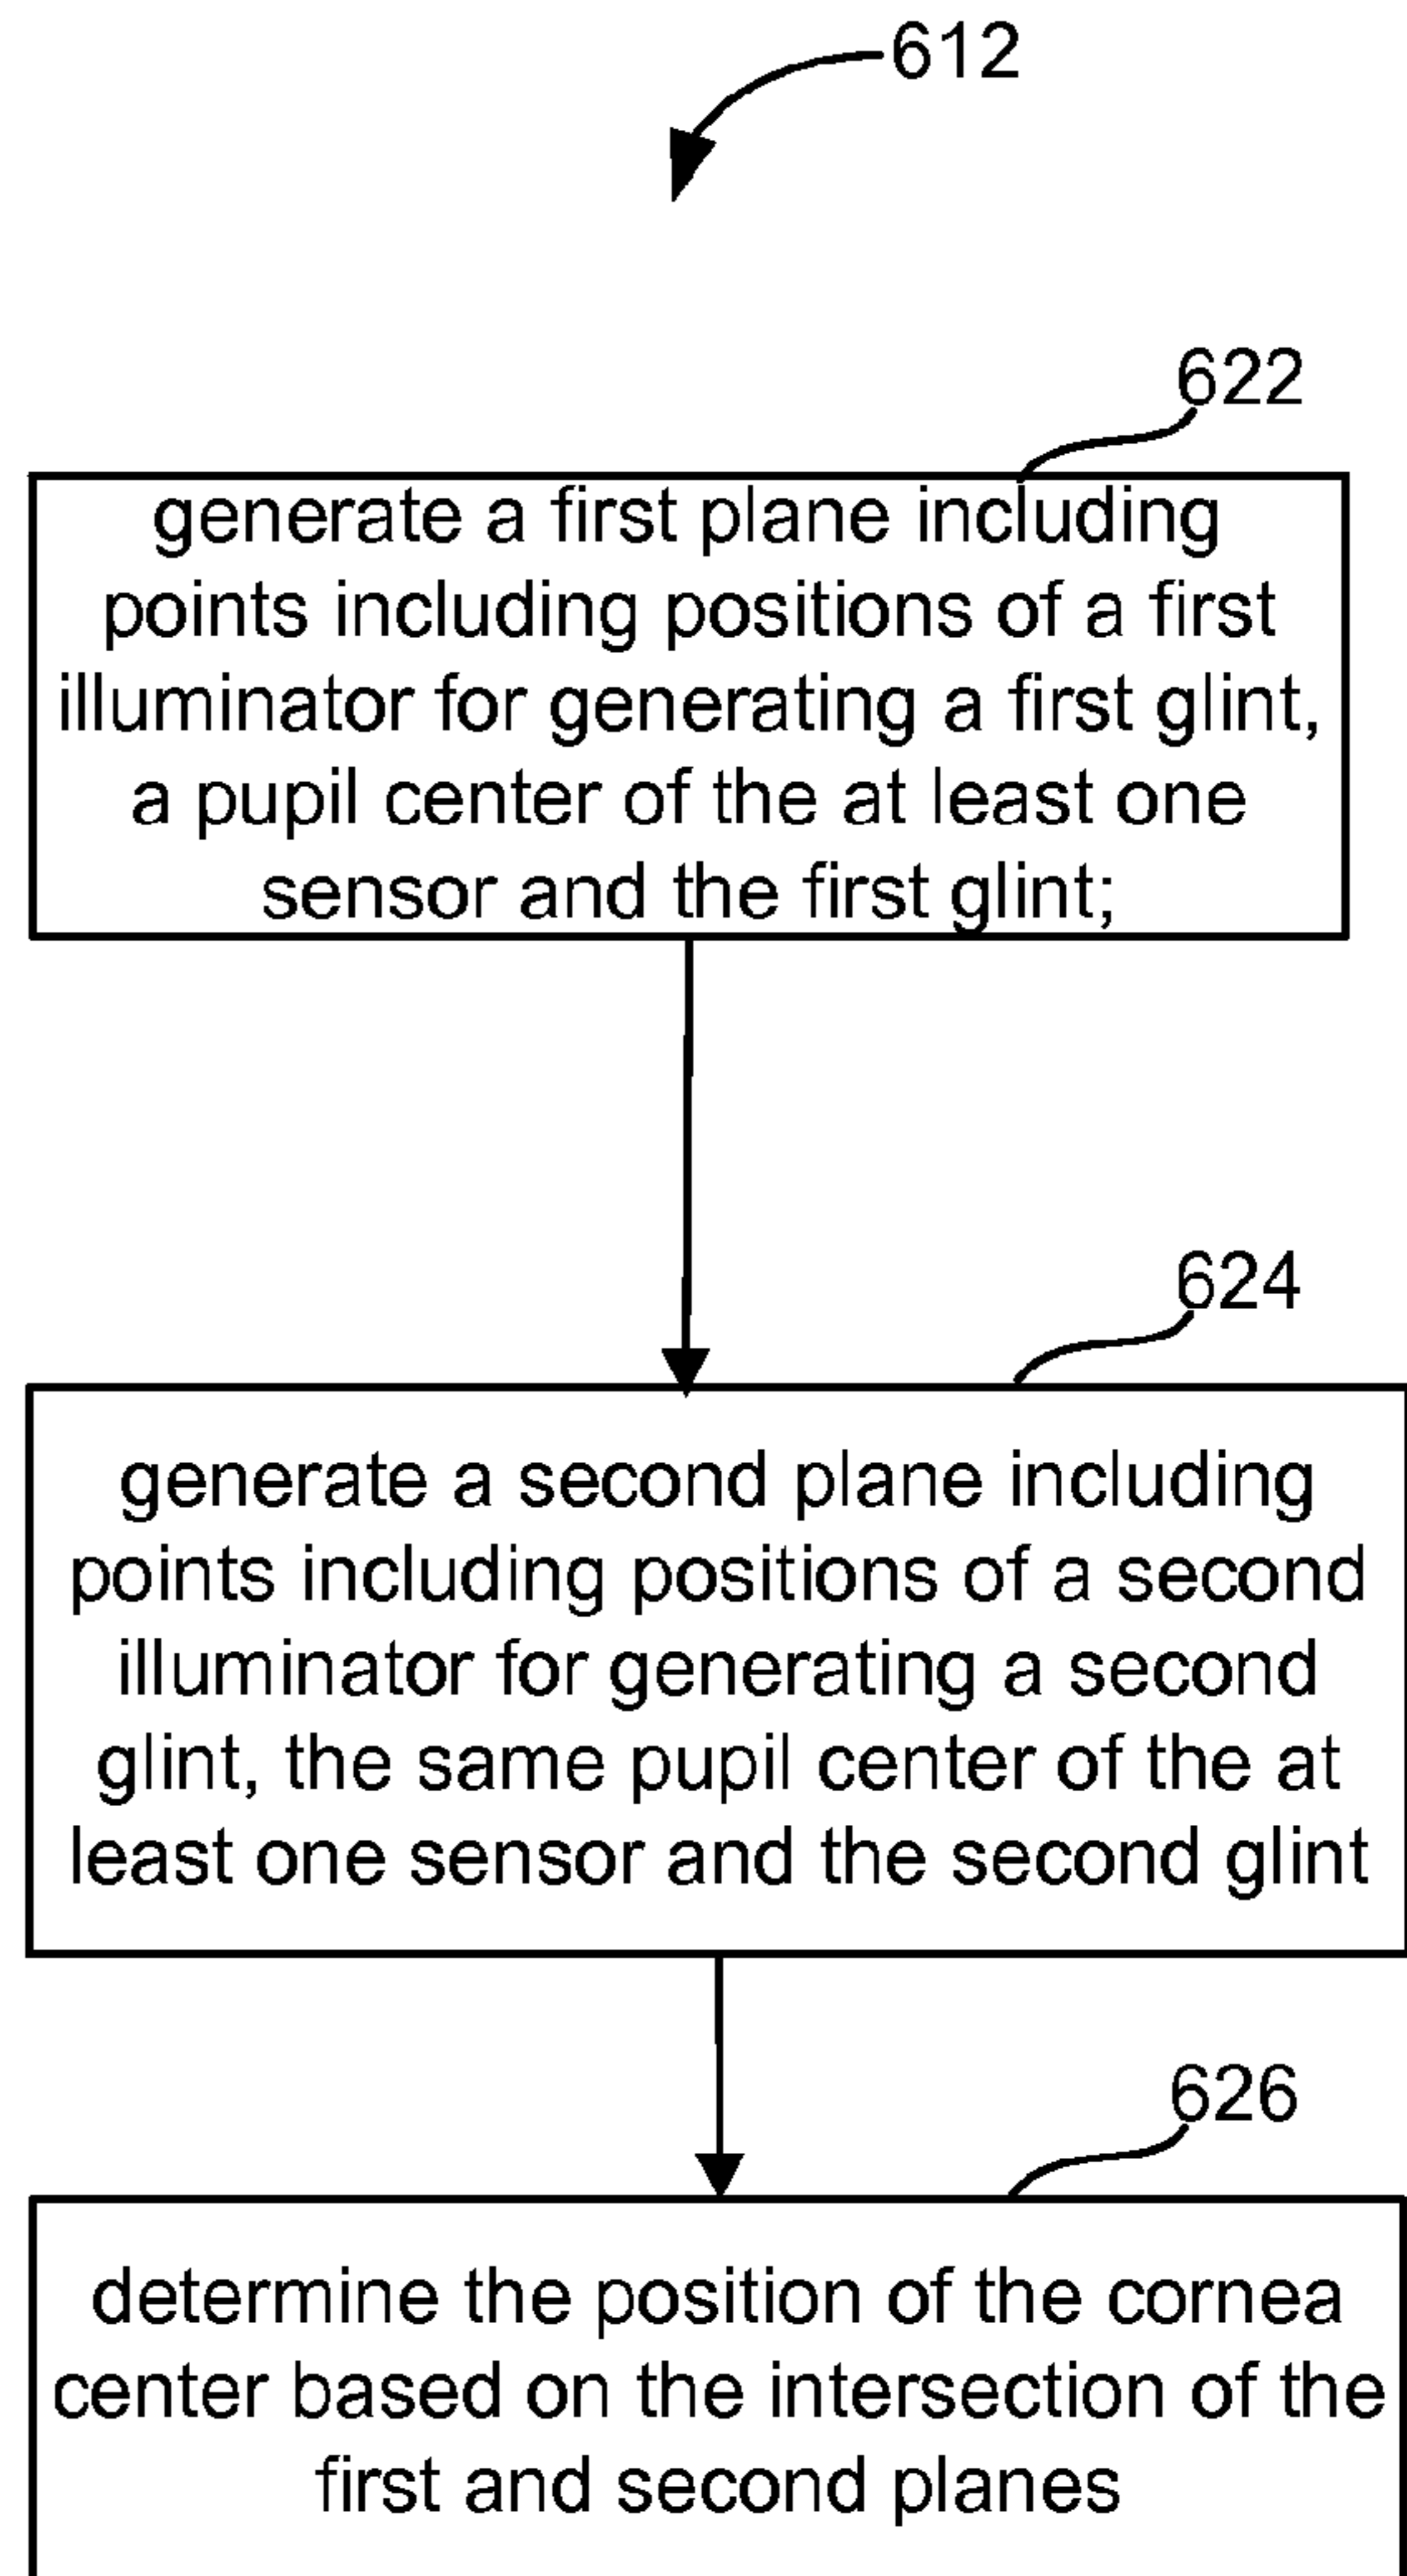 612
622
generate a first plane including
points including positions of a first
illuminator for generating a first glint,
a pupil center of the at least one
sensor and the first glint;
624
generate a second plane including
points including positions of a second
illuminator for generating a second
glint, the same pupil center of the at
least one sensor and the second glint
626
determine the position of the cornea
center based on the intersection of the
first and second planes